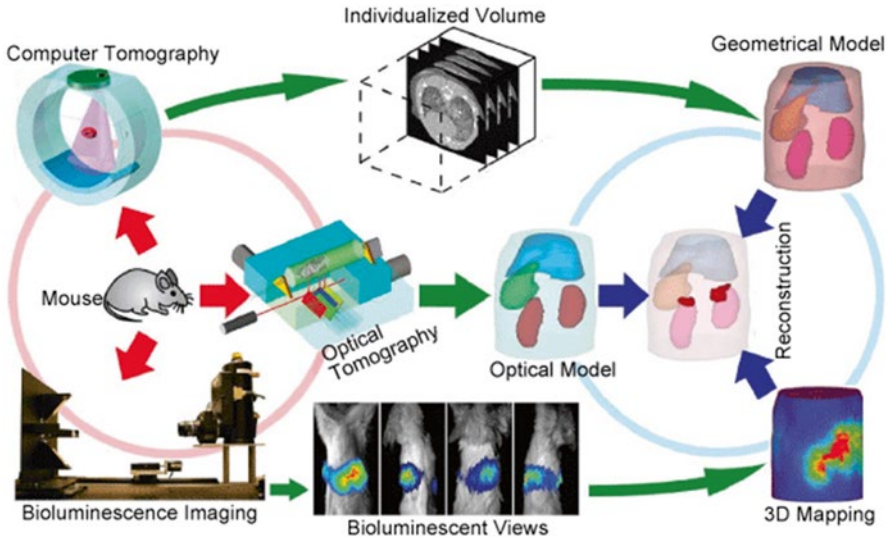 Individualized Volume
Computer Tomography
Geometrical Model
Mouse
Optical
Tomography
Optical Model
Reconstruction
Bioluminescence Imaging
Bioluminescent Views
3D Mapping